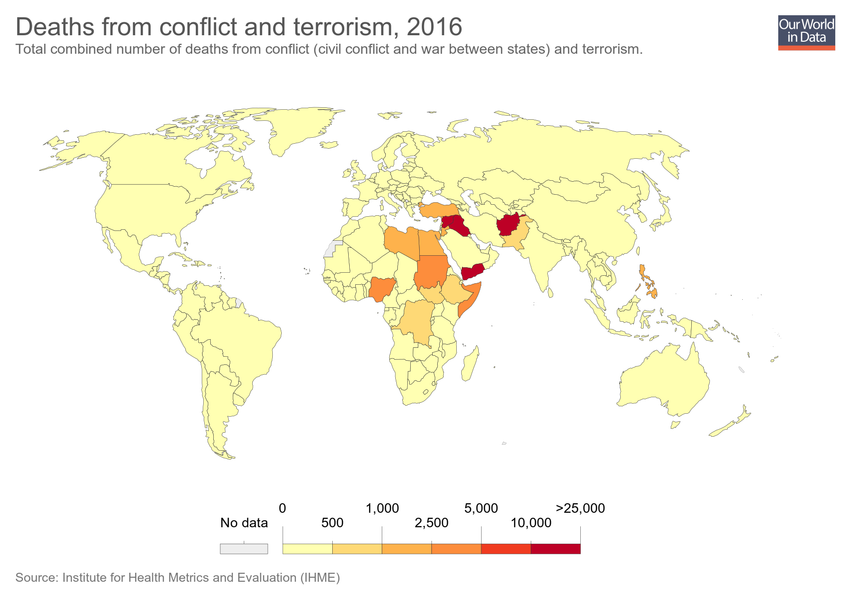 Deaths from conflict and terrorism, 2016
Total combined number of deaths from conflict (civil conflict and war between states) and terrorism.
Our World
in Data
0 1,000 5,000 >25,000
No data 500 2,500 10,000
Source: Institute for Health Metrics and Evaluation (IHME)